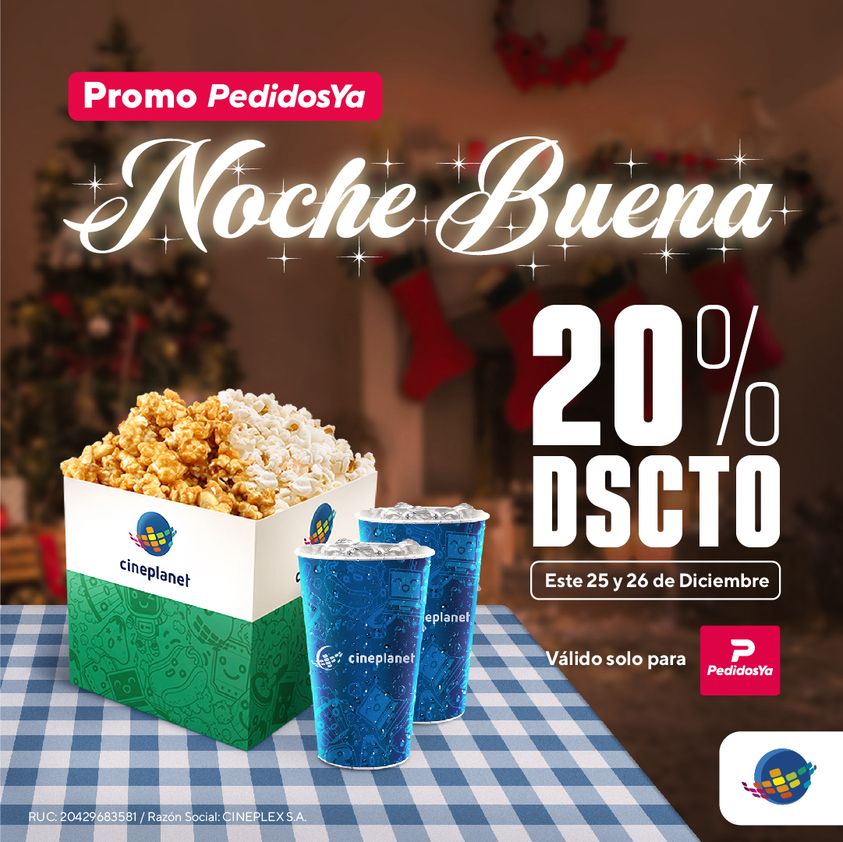 Promo PedidosYa
Noche Buena
20%
DSCTO
Este 25 y 26 de Diciembre
Válido solo para
PedidosYa
cineplanet
cineplanet
cineplanet
RUC: 20429683581 / Razón Social: CINEPLEX S.A.